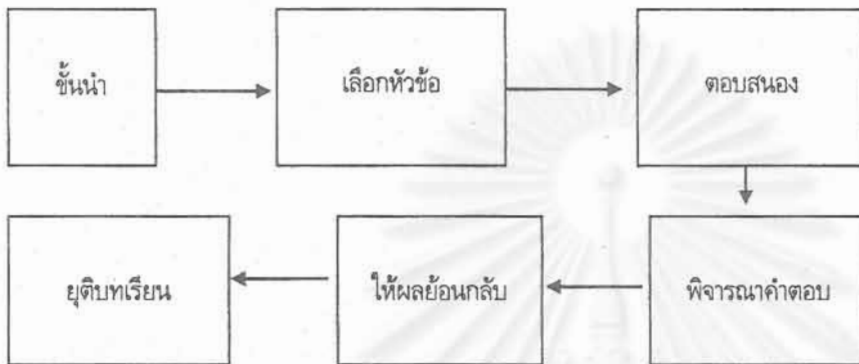 ขั้นนำ
เลือกหัวข้อ
ตอบสนอง
พิจารณาคำตอบ
ให้ผลย้อนกลับ
ยุติบทเรียน